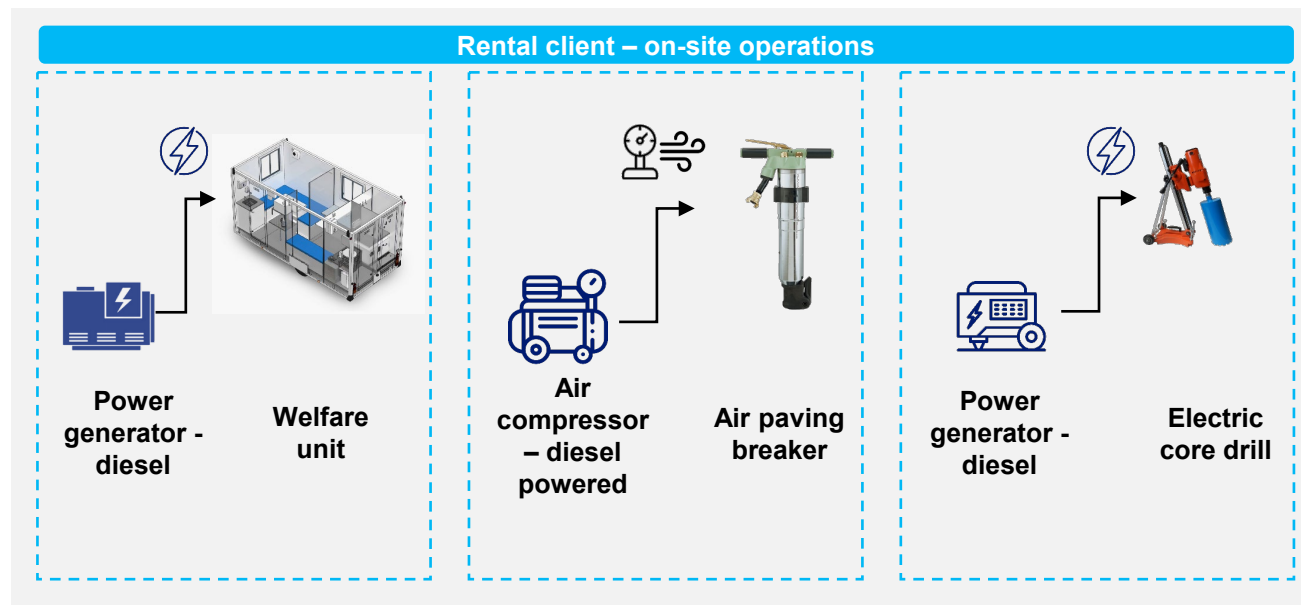 Rental client – on-site operations
Power
generator -
diesel
Welfare
unit
Air
compressor
– diesel
powered
Air paving
breaker
Power
generator -
diesel
Electric
core drill